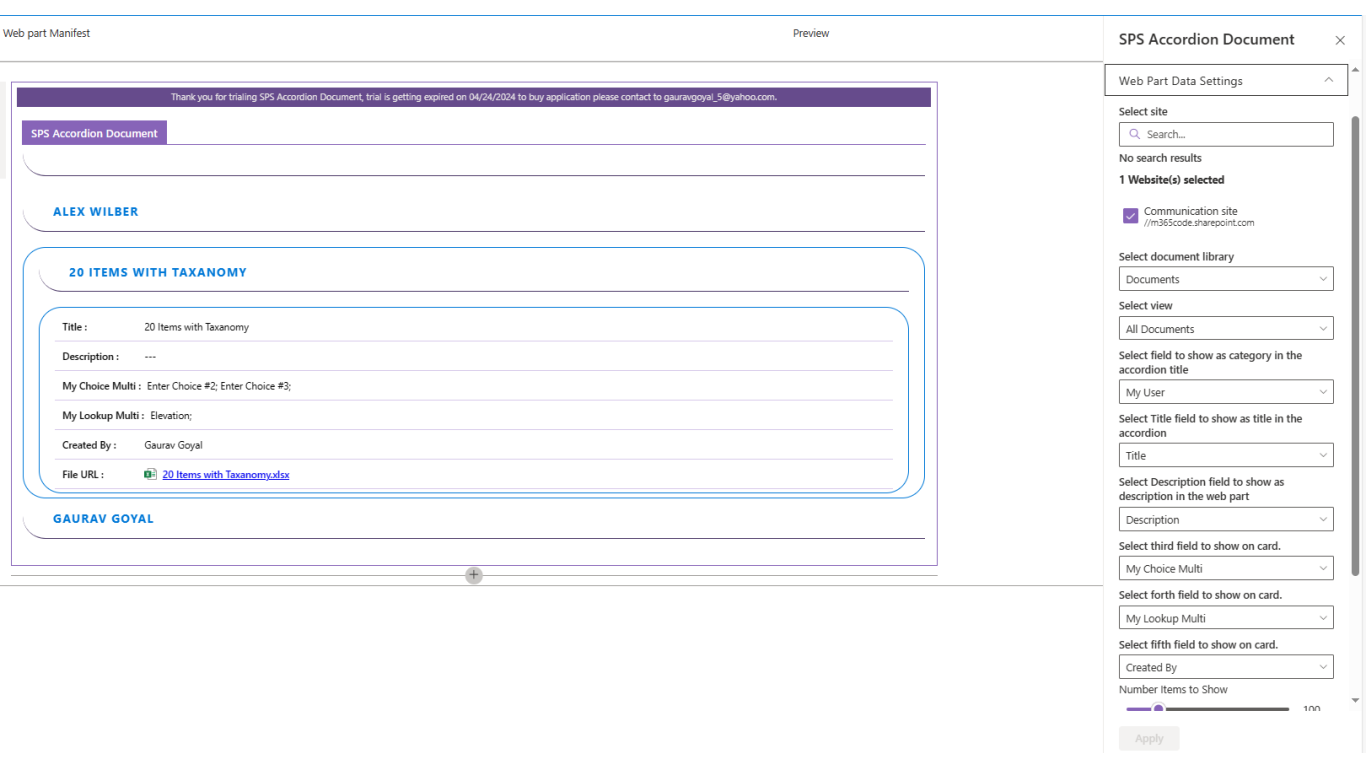 Web part Manifest
Preview
Thank you for trialing SPS Accordion Document, trial is getting expired on 04/24/2024 to buy application please contact to gauravgoyal_5@yahoo.com.
SPS Accordion Document
ALEX WILBER
20 ITEMS WITH TAXANOMY
Title : 20 Items with Taxanomy
Description : ---
My Choice Multi : Enter Choice #2; Enter Choice #3;
My Lookup Multi : Elevation;
Created By : Gaurav Goyal
File URL : 20 Items with Taxanomy.xlsx
GAURAV GOYAL
SPS Accordion Document
Web Part Data Settings
Select site
Search...
No search results
1 Website(s) selected
Communication site
//m365code.sharepoint.com
Select document library
Documents
Select view
All Documents
Select field to show as category in the
accordion title
My User
Select Title field to show as title in the
accordion
Title
Select Description field to show as
description in the web part
Description
Select third field to show on card.
My Choice Multi
Select forth field to show on card.
My Lookup Multi
Select fifth field to show on card.
Created By
Number Items to Show
100
Apply